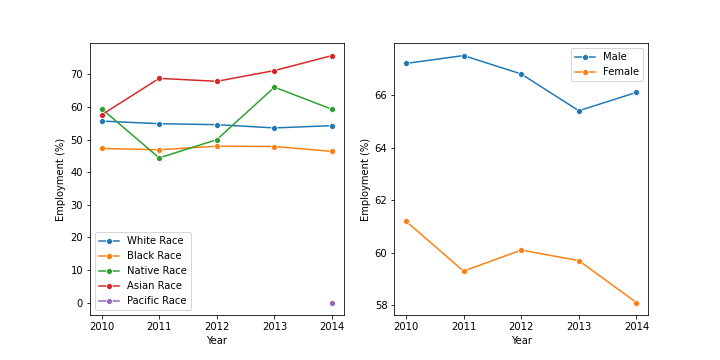 Employment (%)
70
60
50
40
30
20
10
0
White Race
Black Race
Native Race
Asian Race
Pacific Race
2010 2011 2012 2013 2014
Year
Employment (%)
66
64
62
60
58
Male
Female
2010 2011 2012 2013 2014
Year